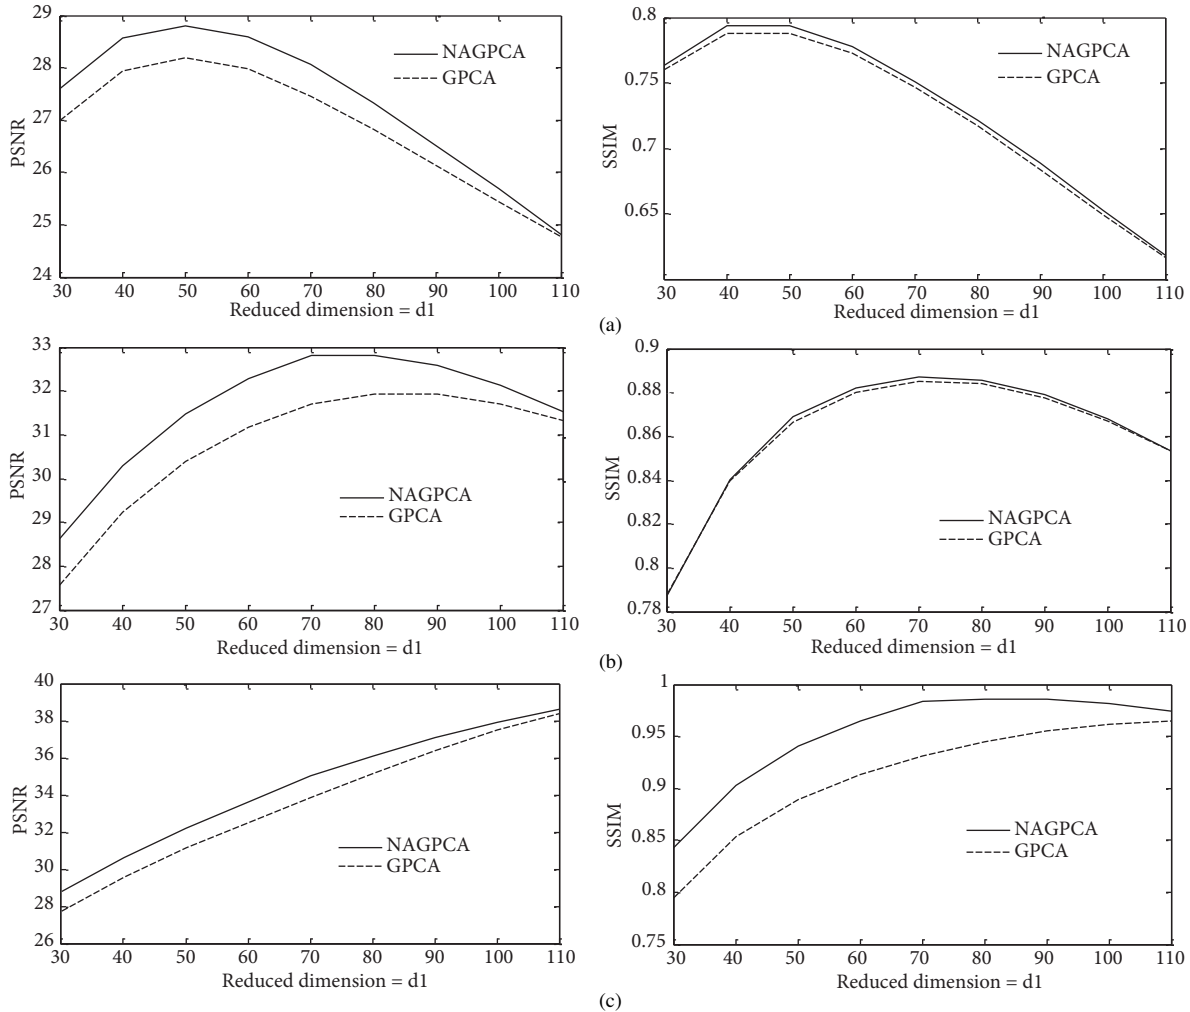 29
28
27
26
25
24
PSNR
NAGPCA
GPCA
30 40 50 60 70 80 90 100 110
Reduced dimension = d1
0.8
0.75
0.7
0.65
SSIM
NAGPCA
GPCA
30 40 50 60 70 80 90 100 110
Reduced dimension = d1
(a)
33
32
31
30
29
28
27
PSNR
NAGPCA
GPCA
30 40 50 60 70 80 90 100 110
Reduced dimension = d1
0.9
0.88
0.86
0.84
0.82
0.8
0.78
SSIM
NAGPCA
GPCA
30 40 50 60 70 80 90 100 110
Reduced dimension = d1
(b)
40
38
36
34
32
30
28
26
PSNR
NAGPCA
GPCA
30 40 50 60 70 80 90 100 110
Reduced dimension = d1
1
0.95
0.9
0.85
0.8
0.75
SSIM
NAGPCA
GPCA
30 40 50 60 70 80 90 100 110
Reduced dimension = d1
(c)